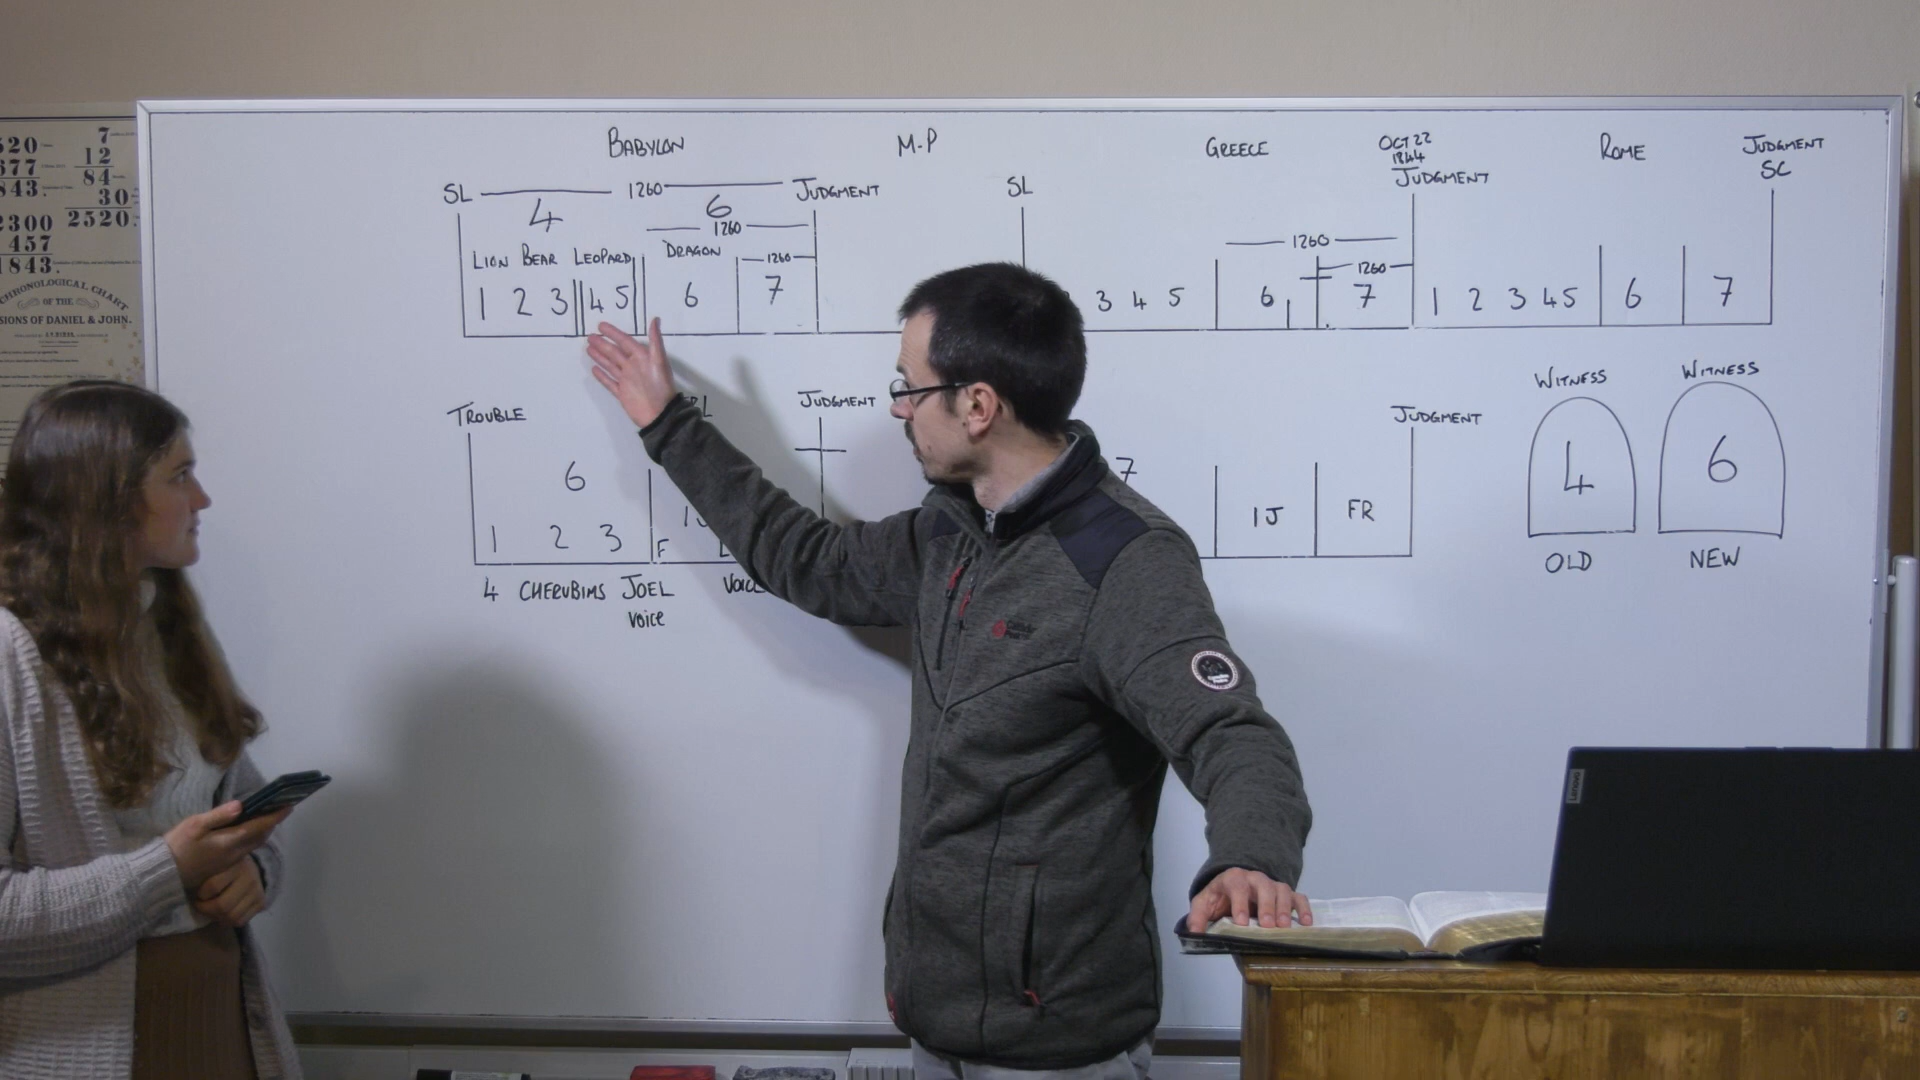 BABYLON M-P GREECE OCT 22 1844 JUDGMENT ROME JUDGMENT SC
SL 1260 JUDGMENT SL
4 6
1260
LION BEAR LEOPARD DRAGON 1260 1260 1260
1 2 3 4 5 6 7 3 4 5 6 7 1 2 3 4 5 6 7
TROUBLE JUDGMENT JUDGMENT
6 7
1 2 3 F 1J FR
4 CHERUBIMS JOEL
VOICE
WITNESS WITNESS
4 6
OLD NEW
7
12
84
30
2520.
2300
457
1843.
CHRONOLOGICAL CHART
OF THE
SIONS OF DANIEL & JOHN.
Lenovo